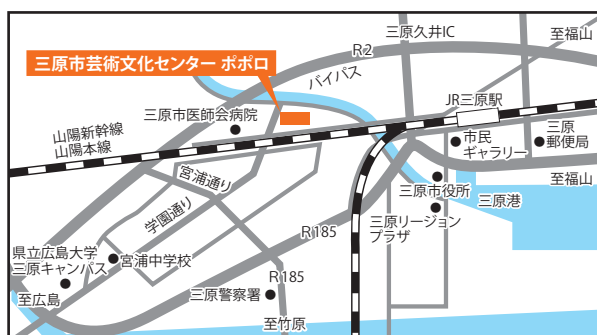 三原久井IC
至福山
R2
バイパス
三原市芸術文化センター ポポロ
JR三原駅
三原市医師会病院
山陽新幹線
山陽本線
市民
ギャラリー
三原
郵便局
宮浦通り
至福山
三原市役所
三原港
学園通り
三原リージョン
プラザ
R185
県立広島大学
三原キャンパス
宮浦中学校
R185
三原警察署
至広島
至竹原